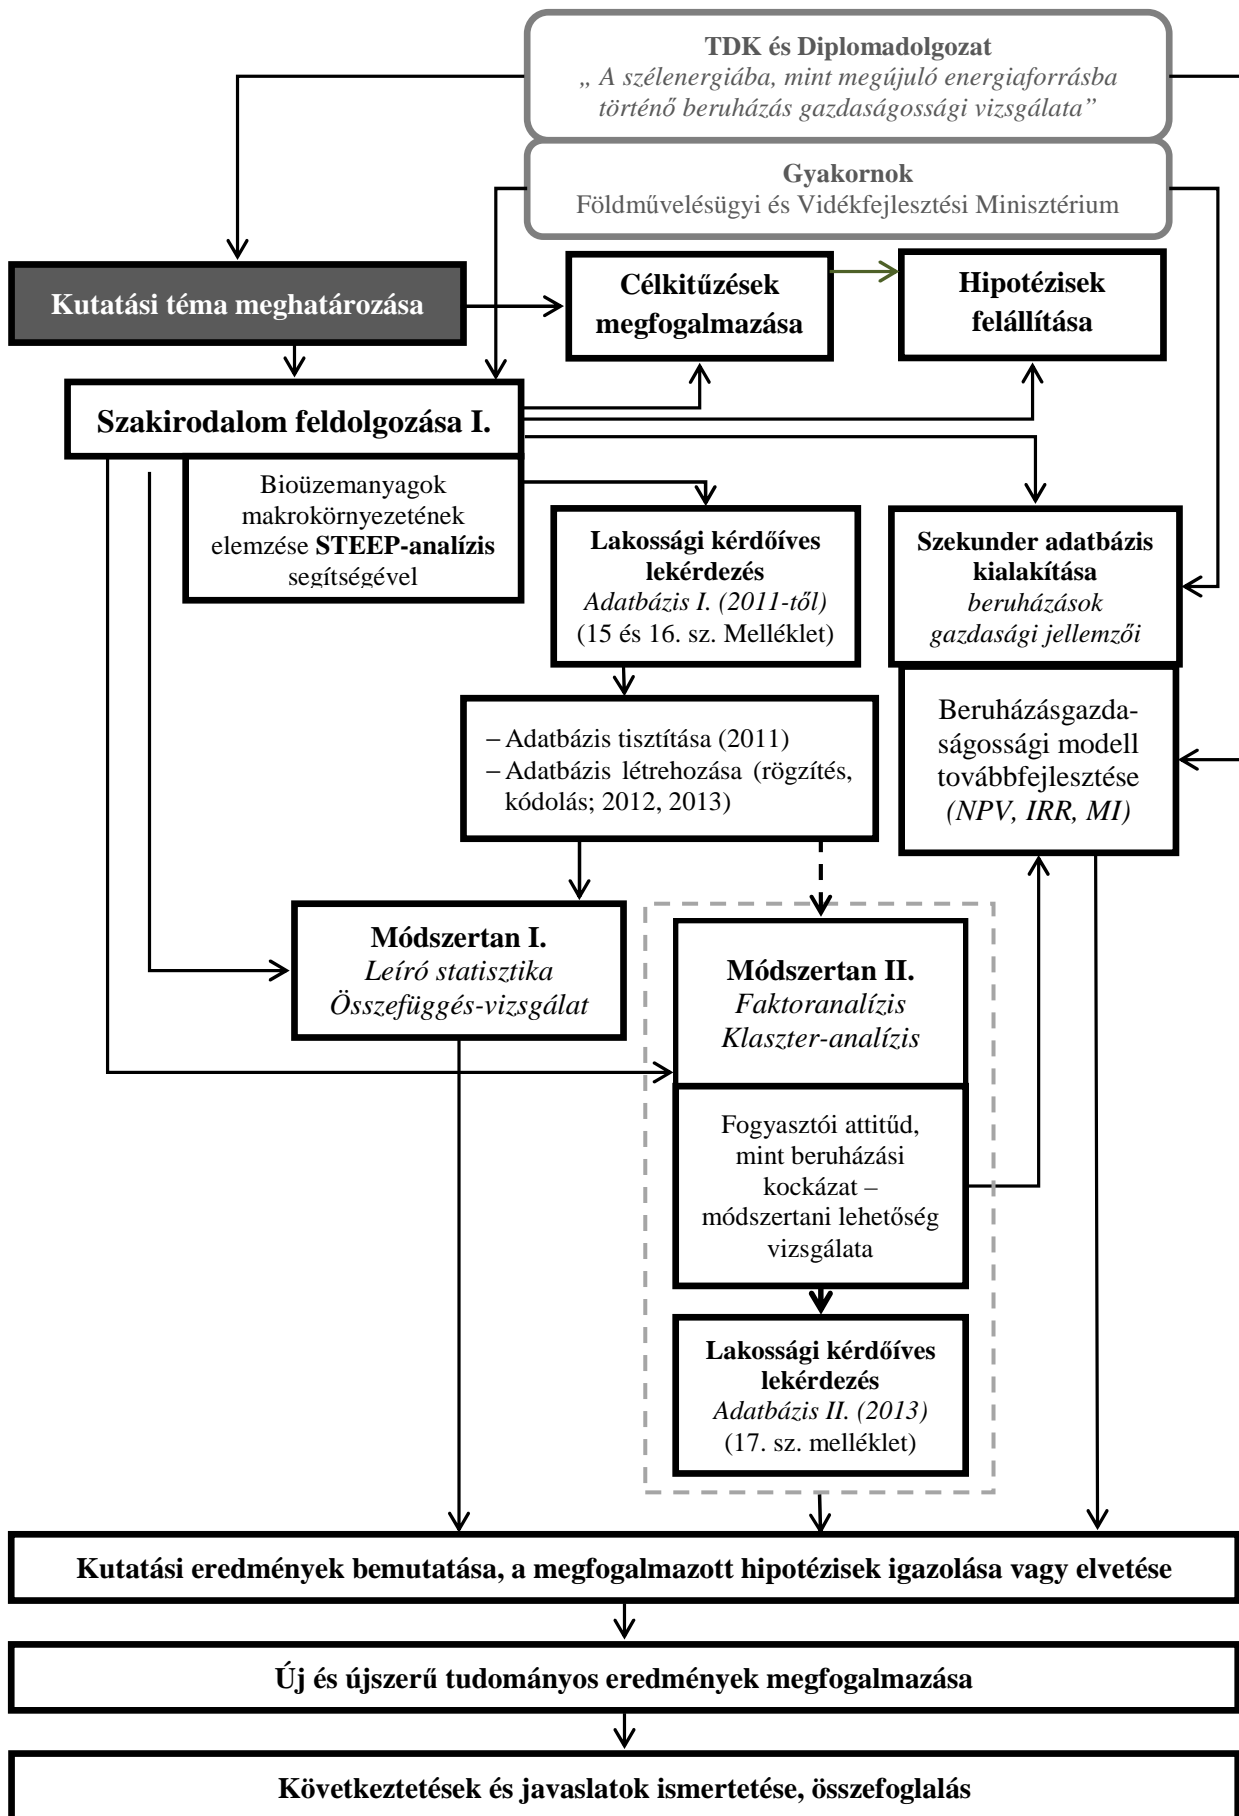 TDK és Diplomadolgozat
„ A szélenergiába, mint megújuló energiaforrásba
történő beruházás gazdaságossági vizsgálata”
Gyakornok
Földművelésügyi és Vidékfejlesztési Minisztérium
Kutatási téma meghatározása
Célkitűzések
megfogalmazása
Hipotézisek
felállítása
Szakirodalom feldolgozása I.
Bioüzemanyagok
makrokörnyezetének
elemzése STEEP-analízis
segítségével
Lakossági kérdőíves
lekérdezés
Adatbázis I. (2011-től)
(15 és 16. sz. Melléklet)
Szekunder adatbázis
kialakítása
beruházások
gazdasági jellemzői
– Adatbázis tisztítása (2011)
– Adatbázis létrehozása (rögzítés,
kódolás; 2012, 2013)
Beruházásgazda-
ságossági modell
továbbfejlesztése
(NPV, IRR, MI)
Módszertan I.
Leíró statisztika
Összefüggés-vizsgálat
Módszertan II.
Faktoranalízis
Klaszter-analízis
Fogyasztói attitűd,
mint beruházási
kockázat –
módszertani lehetőség
vizsgálata
Lakossági kérdőíves
lekérdezés
Adatbázis II. (2013)
(17. sz. melléklet)
Kutatási eredmények bemutatása, a megfogalmazott hipotézisek igazolása vagy elvetése
Új és újszerű tudományos eredmények megfogalmazása
Következtetések és javaslatok ismertetése, összefoglalás